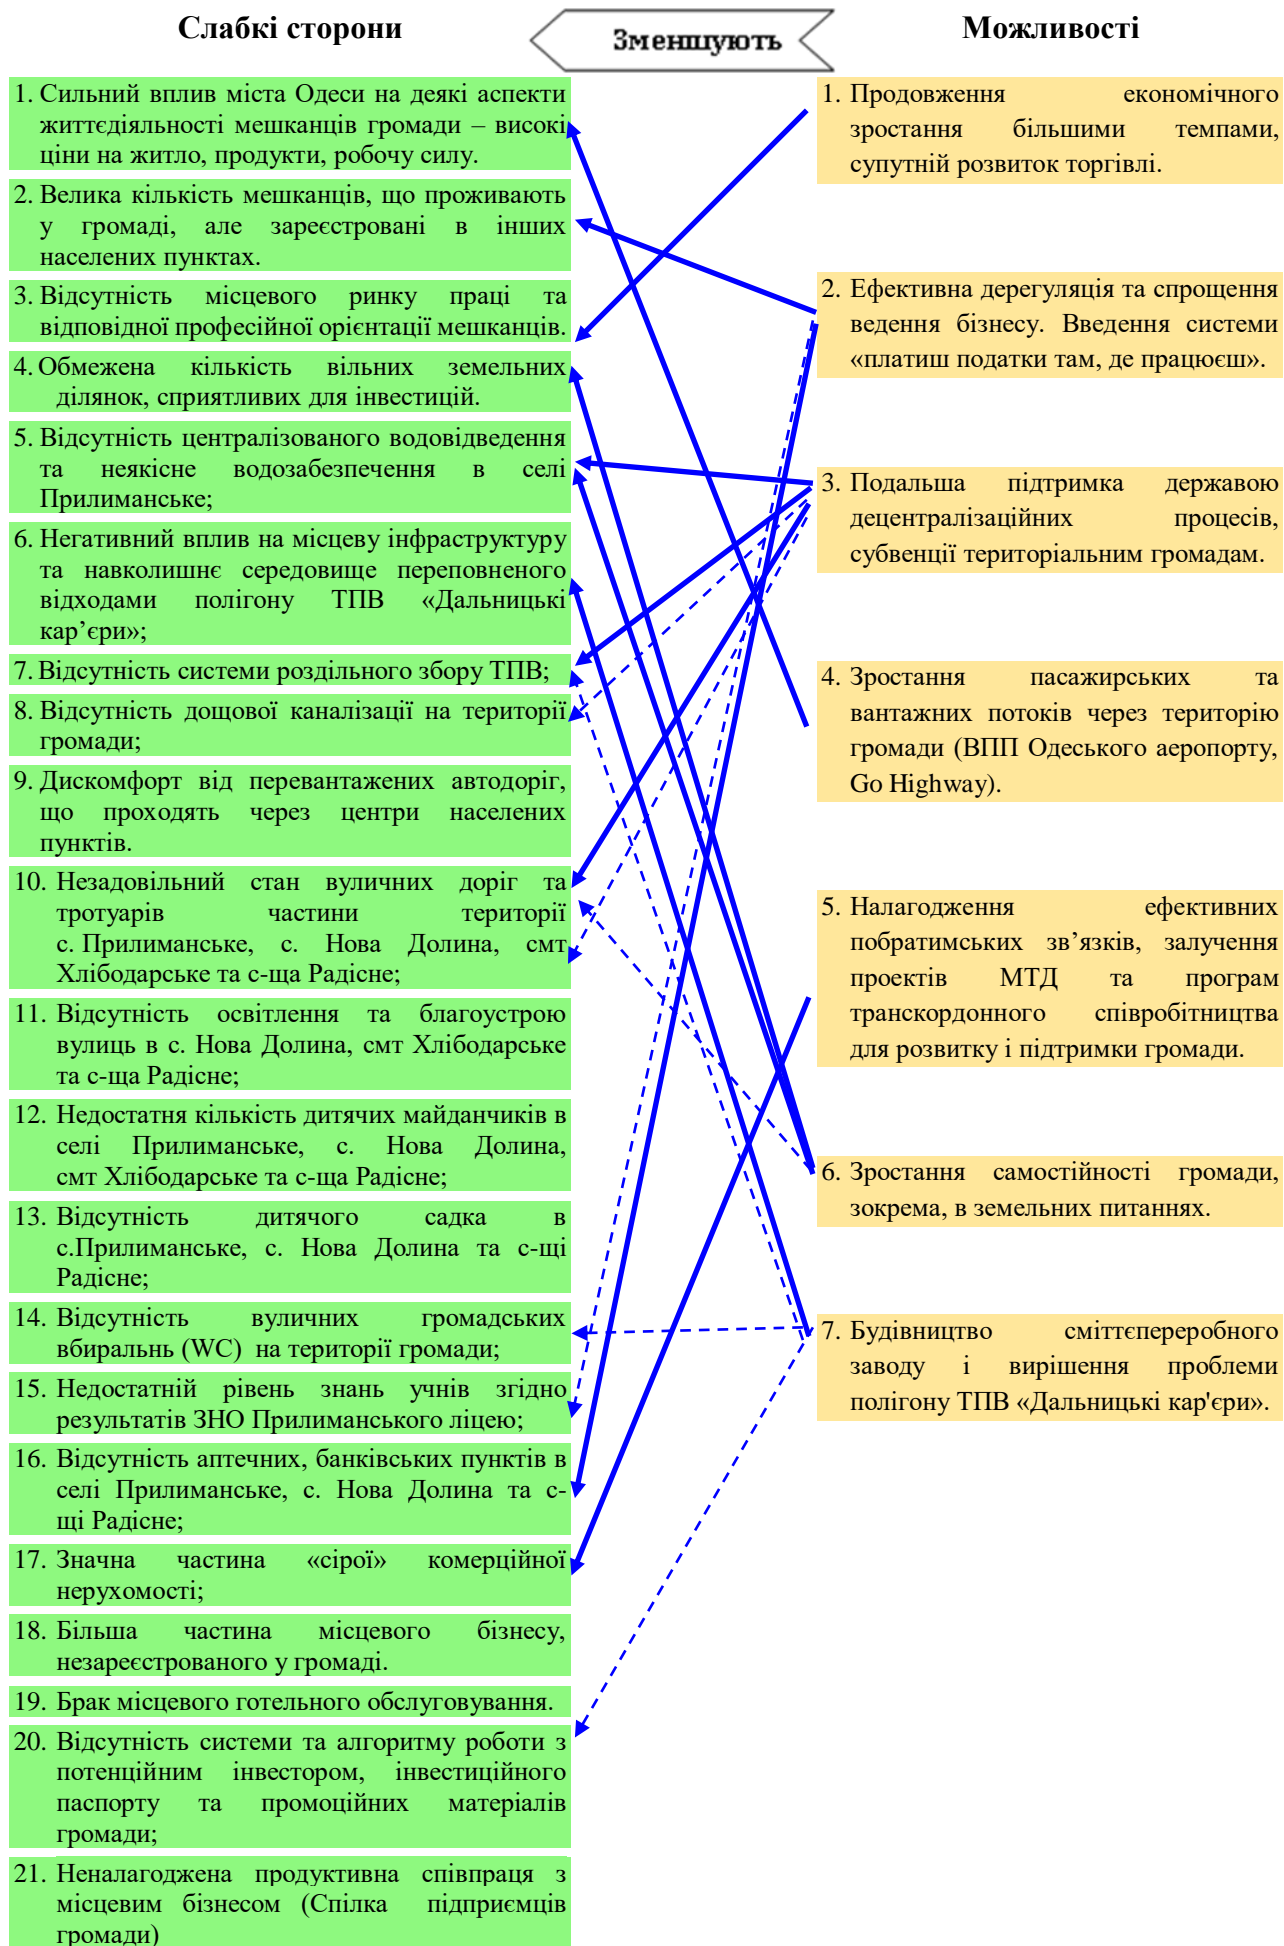 Слабкі сторони
Зменшують
Можливості
1. Сильний вплив міста Одеси на деякі аспекти
життєдіяльності мешканців громади – високі
ціни на житло, продукти, робочу силу.
2. Велика кількість мешканців, що проживають
у громаді, але зареєстровані в інших
населених пунктах.
3. Відсутність місцевого ринку праці та
відповідної професійної орієнтації мешканців.
4. Обмежена кількість вільних земельних
ділянок, сприятливих для інвестицій.
5. Відсутність централізованого водовідведення
та неякісне водозабезпечення в селі
Прилиманське;
6. Негативний вплив на місцеву інфраструктуру
та навколишнє середовище переповненого
відходами полігону ТПВ «Дальницькі
кар’єри»;
7. Відсутність системи роздільного збору ТПВ;
8. Відсутність дощової каналізації на території
громади;
9. Дискомфорт від перевантажених автодоріг,
що проходять через центри населених
пунктів.
10. Незадовільний стан вуличних доріг та
тротуарів частини території
с. Прилиманське, с. Нова Долина, смт
Хлібодарське та с-ща Радісне;
11. Відсутність освітлення та благоустрою
вулиць в с. Нова Долина, смт Хлібодарське
та с-ща Радісне;
12. Недостатня кількість дитячих майданчиків в
селі Прилиманське, с. Нова Долина,
смт Хлібодарське та с-ща Радісне;
13. Відсутність дитячого садка в
с.Прилиманське, с. Нова Долина та с-щі
Радісне;
14. Відсутність вуличних громадських
вбиральнь (WC) на території громади;
15. Недостатній рівень знань учнів згідно
результатів ЗНО Прилиманського ліцею;
16. Відсутність аптечних, банківських пунктів в
селі Прилиманське, с. Нова Долина та с-
щі Радісне;
17. Значна частина «сірої» комерційної
нерухомості;
18. Більша частина місцевого бізнесу,
незареєстрованого у громаді.
19. Брак місцевого готельного обслуговування.
20. Відсутність системи та алгоритму роботи з
потенційним інвестором, інвестиційного
паспорту та промоційних матеріалів
громади;
21. Неналагоджена продуктивна співпраця з
місцевим бізнесом (Спілка підприємців
громади)
1. Продовження економічного
зростання більшими темпами,
супутній розвиток торгівлі.
2. Ефективна дерегуляція та спрощення
ведення бізнесу. Введення системи
«платиш податки там, де працюєш».
3. Подальша підтримка державою
децентралізаційних процесів,
субвенції територіальним громадам.
4. Зростання пасажирських та
вантажних потоків через територію
громади (ВПП Одеського аеропорту,
Go Highway).
5. Налагодження ефективних
побратимських зв’язків, залучення
проектів МТД та програм
транскордонного співробітництва
для розвитку і підтримки громади.
6. Зростання самостійності громади,
зокрема, в земельних питаннях.
7. Будівництво сміттєпереробного
заводу і вирішення проблеми
полігону ТПВ «Дальницькі кар'єри».